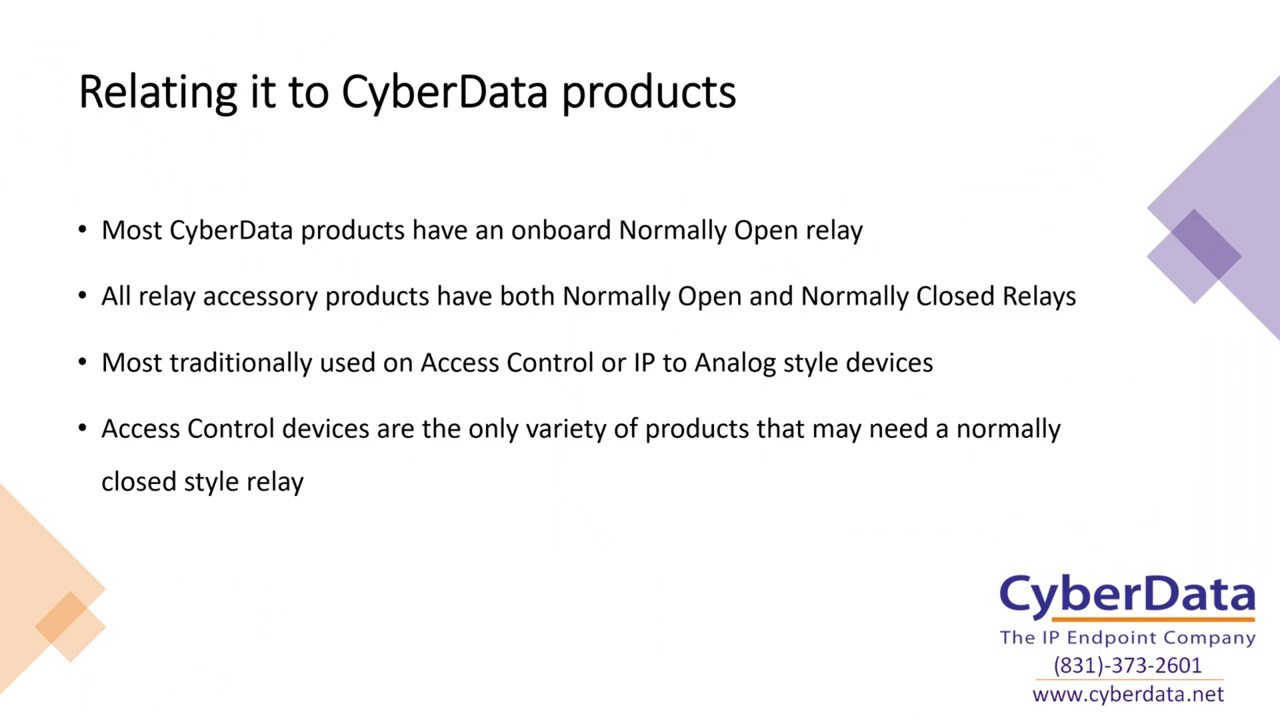 Relating it to CyberData products
• Most CyberData products have an onboard Normally Open relay
• All relay accessory products have both Normally Open and Normally Closed Relays
• Most traditionally used on Access Control or IP to Analog style devices
• Access Control devices are the only variety of products that may need a normally
closed style relay
CyberData
The IP Endpoint Company
(831)-373-2601
www.cyberdata.net